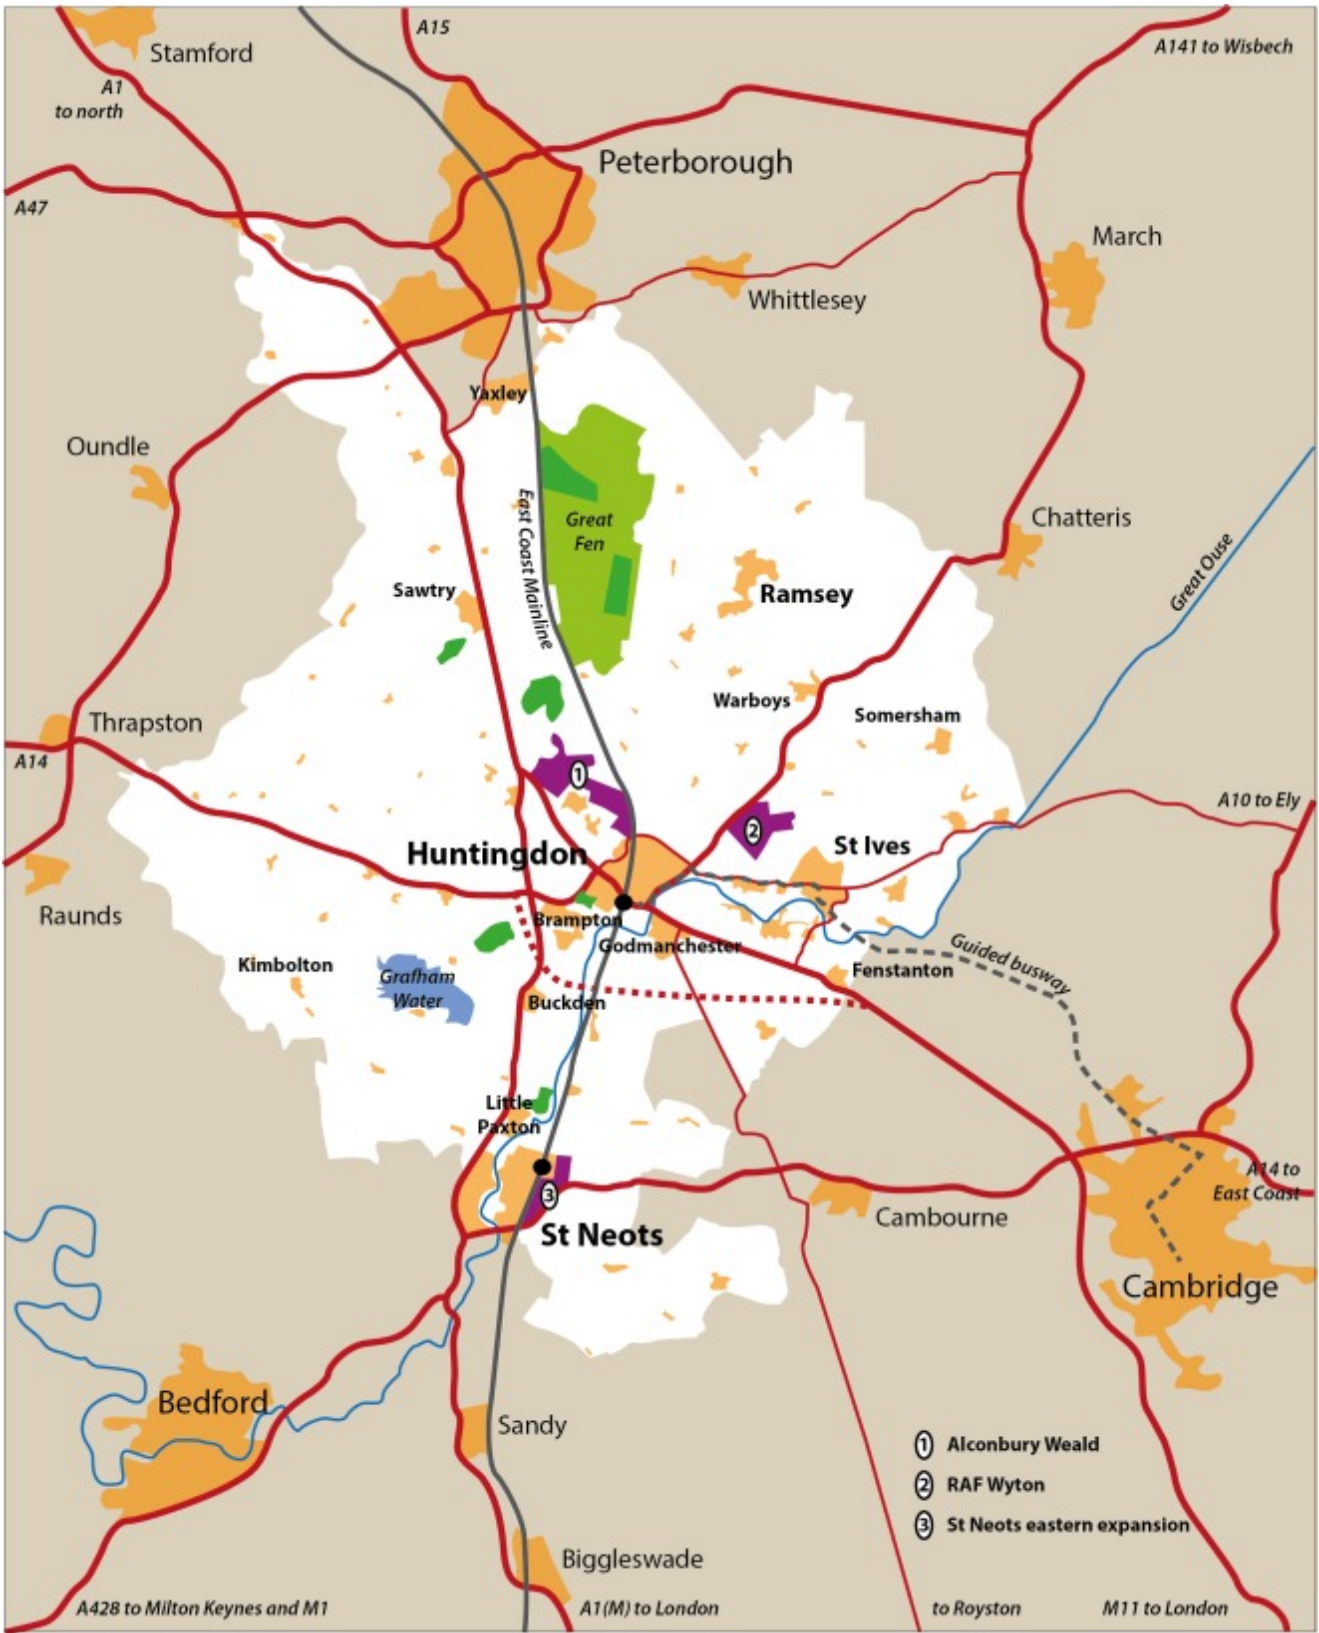 A15
A141 to Wisbech
Stamford
A1
to north
Peterborough
A47
March
Whittlesey
Yaxley
Oundle
East Coast Mainline
Great
Fen
Chatteris
Great Ouse
Sawtry
Ramsey
Warboys
Somersham
Thrapston
A14
1
A10 to Ely
2
Huntingdon
St Ives
Raunds
Brampton
Godmanchester
Guided busway
Kimbolton
Grafham
Water
Fenstanton
Buckden
Little
Paxton
A14 to
East Coast
3
Cambourne
St Neots
Cambridge
Bedford
Sandy
1 Alconbury Weald
2 RAF Wyton
3 St Neots eastern expansion
Biggleswade
A428 to Milton Keynes and M1
A1(M) to London
to Royston
M11 to London